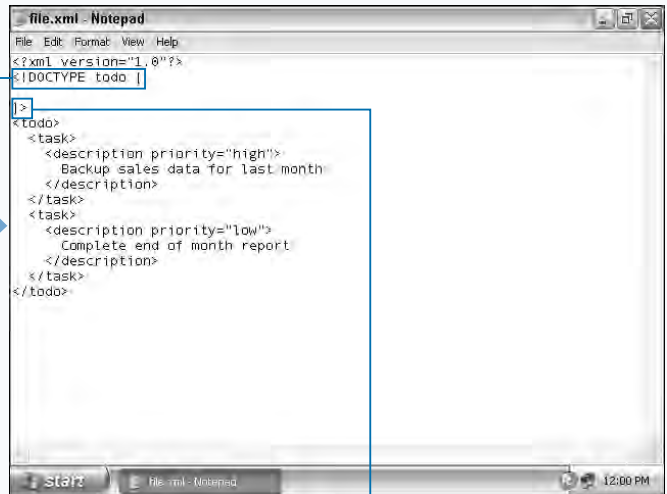 file.xml - Notepad
File Edit Format View Help
<?xml version="1.0"?>
<!DOCTYPE todo [

]>
<todo>
  <task>
    <description priority="high">
      Backup sales data for last month
    </description>
  </task>
  <task>
    <description priority="low">
      Complete end of month report
    </description>
  </task>
</todo>
start file.xml - Notepad 12:00 PM